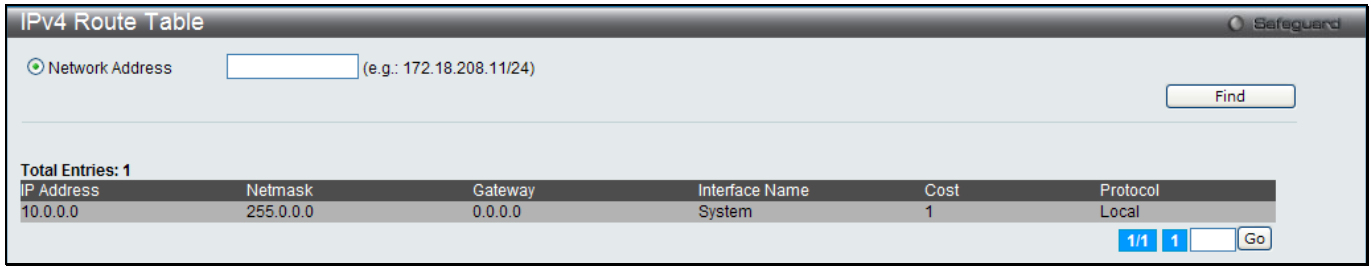 IPv4 Route Table
Safeguard
Network Address (e.g.: 172.18.208.11/24)
Find
Total Entries: 1
IP Address Netmask Gateway Interface Name Cost Protocol
10.0.0.0 255.0.0.0 0.0.0.0 System 1 Local
1/1 1 Go